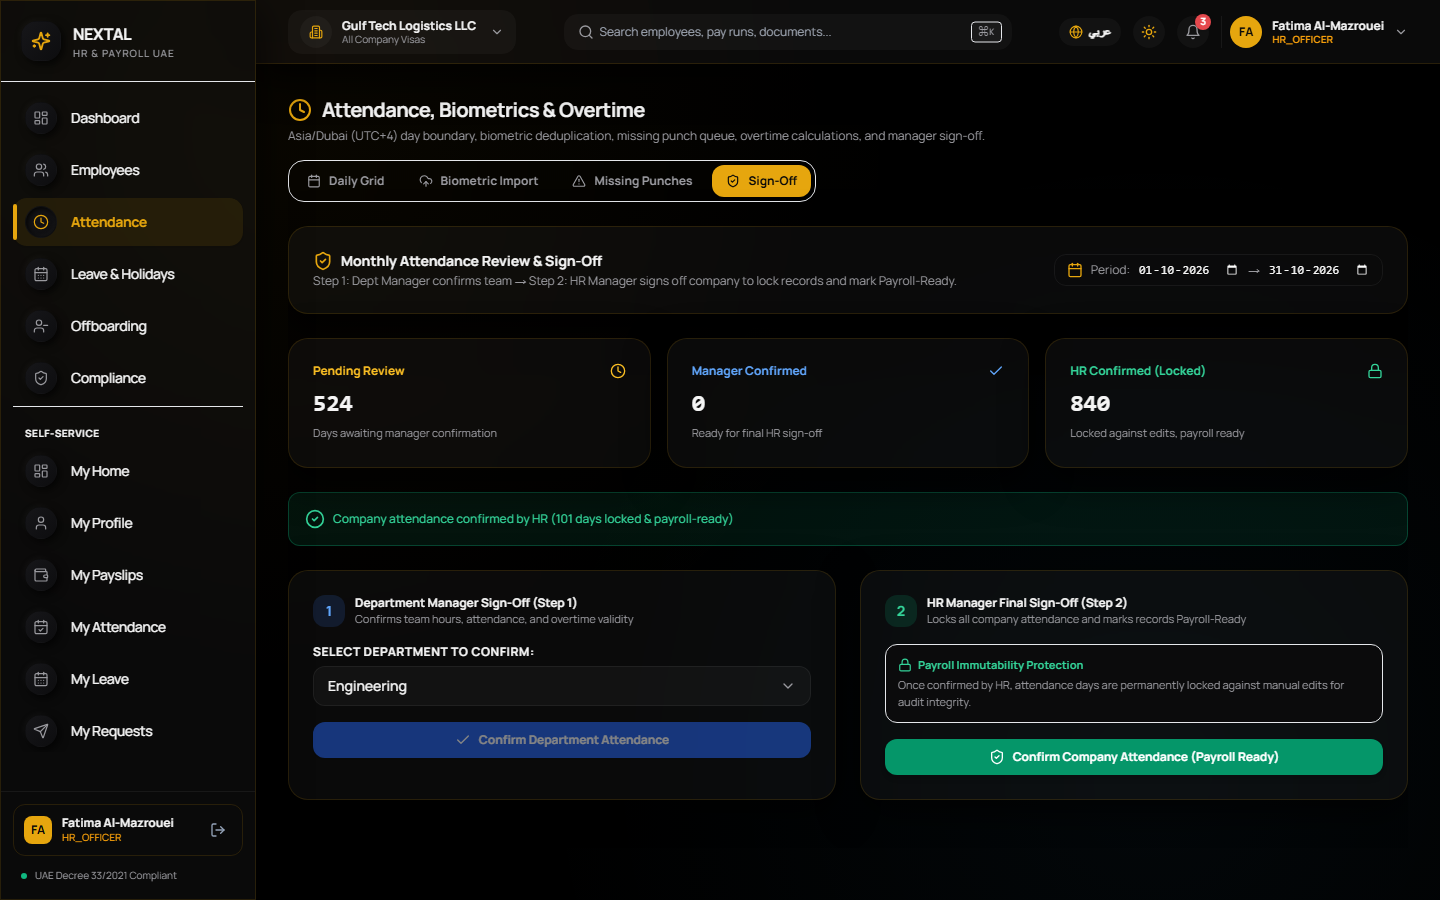 NEXTAL
HR & PAYROLL UAE
Dashboard
Employees
Attendance
Leave & Holidays
Offboarding
Compliance
SELF-SERVICE
My Home
My Profile
My Payslips
My Attendance
My Leave
My Requests
FA
Fatima Al-Mazrouei
HR_OFFICER
UAE Decree 33/2021 Compliant
Gulf Tech Logistics LLC
All Company Visas
Search employees, pay runs, documents...
⌘K
عربي
3
FA
Fatima Al-Mazrouei
HR_OFFICER
Attendance, Biometrics & Overtime
Asia/Dubai (UTC+4) day boundary, biometric deduplication, missing punch queue, overtime calculations, and manager sign-off.
Daily Grid
Biometric Import
Missing Punches
Sign-Off
Monthly Attendance Review & Sign-Off
Step 1: Dept Manager confirms team → Step 2: HR Manager signs off company to lock records and mark Payroll-Ready.
Period: 01-10-2026 → 31-10-2026
Pending Review
524
Days awaiting manager confirmation
Manager Confirmed
0
Ready for final HR sign-off
HR Confirmed (Locked)
840
Locked against edits, payroll ready
Company attendance confirmed by HR (101 days locked & payroll-ready)
1
Department Manager Sign-Off (Step 1)
Confirms team hours, attendance, and overtime validity
SELECT DEPARTMENT TO CONFIRM:
Engineering
Confirm Department Attendance
2
HR Manager Final Sign-Off (Step 2)
Locks all company attendance and marks records Payroll-Ready
Payroll Immutability Protection
Once confirmed by HR, attendance days are permanently locked against manual edits for
audit integrity.
Confirm Company Attendance (Payroll Ready)